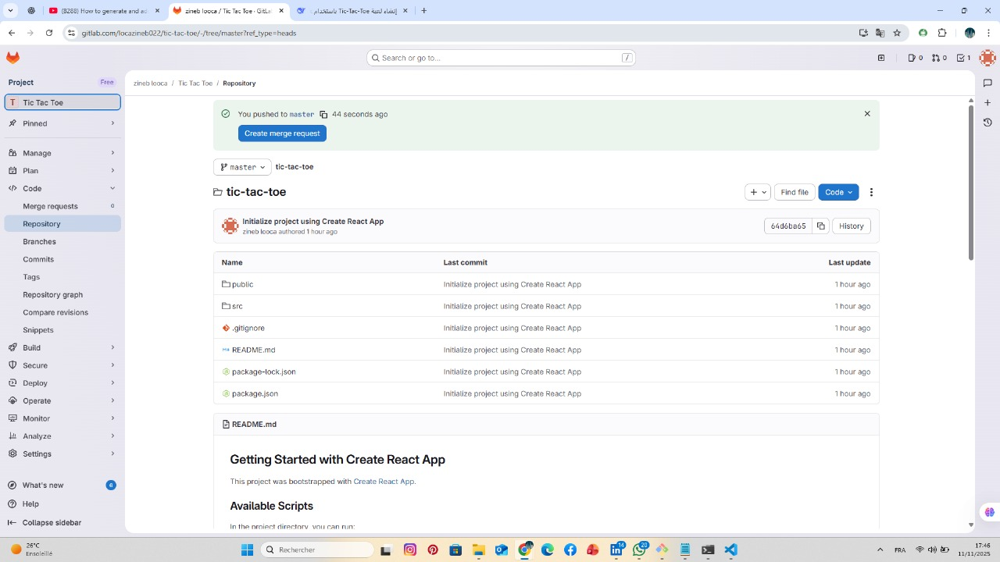 (8288) How to generate and ad
zineb looca / Tic Tac Toe · GitLab
إنشاء لعبة Tic-Tac-Toe باستخدام
gitlab.com/locazineb022/tic-tac-toe/-/tree/master?ref_type=heads
Search or go to...
/
0
0
1
Project
Free
T Tic Tac Toe
Pinned
Manage
Plan
Code
Merge requests 0
Repository
Branches
Commits
Tags
Repository graph
Compare revisions
Snippets
Build
Secure
Deploy
Operate
Monitor
Analyze
Settings
What's new 6
Help
Collapse sidebar
zineb looca / Tic Tac Toe / Repository
You pushed to master 44 seconds ago
Create merge request
master
tic-tac-toe
tic-tac-toe
Find file
Code
Initialize project using Create React App
zineb looca authored 1 hour ago
64d6ba65
History
Name Last commit Last update
public Initialize project using Create React App 1 hour ago
src Initialize project using Create React App 1 hour ago
.gitignore Initialize project using Create React App 1 hour ago
README.md Initialize project using Create React App 1 hour ago
package-lock.json Initialize project using Create React App 1 hour ago
package.json Initialize project using Create React App 1 hour ago
README.md
Getting Started with Create React App
This project was bootstrapped with Create React App.
Available Scripts
In the project directory, you can run:
26°C
Ensoleillé
Rechercher
14
20
FRA
17:46
11/11/2025